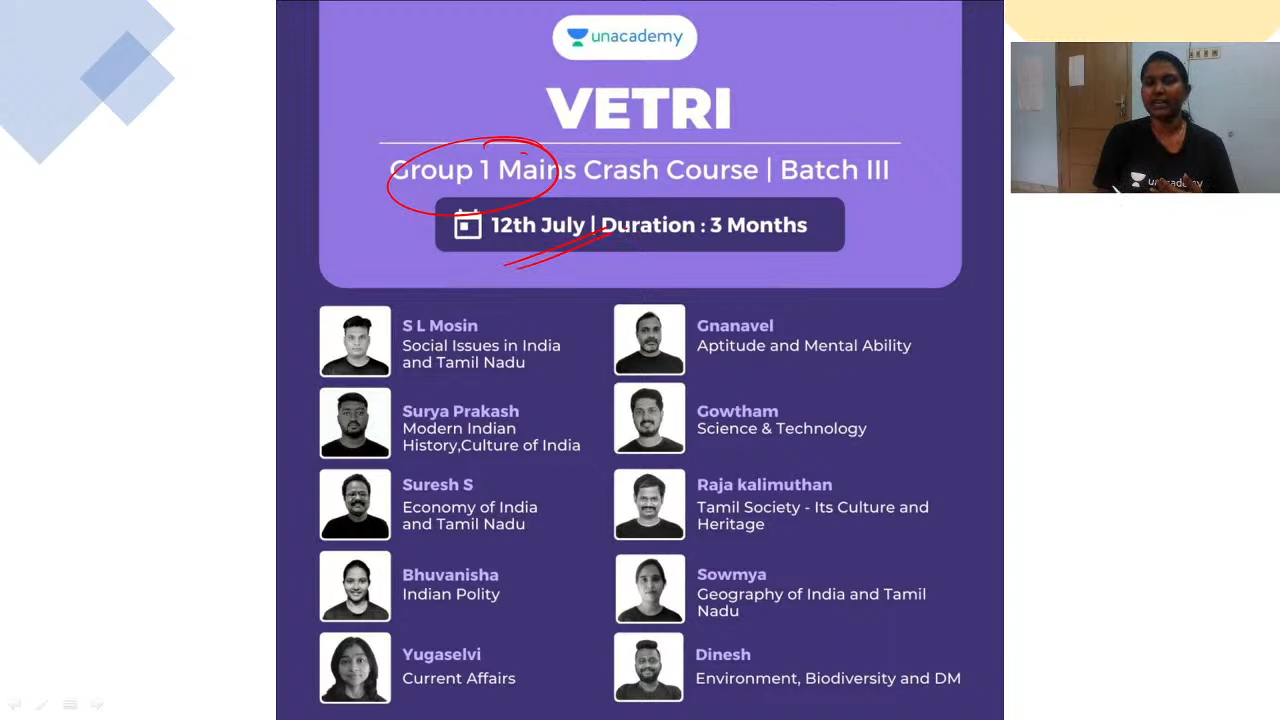 unacademy
VETRI
Group 1 Mains Crash Course | Batch III
12th July | Duration : 3 Months
S L Mosin
Social Issues in India
and Tamil Nadu
Gnanavel
Aptitude and Mental Ability
Surya Prakash
Modern Indian
History,Culture of India
Gowtham
Science & Technology
Suresh S
Economy of India
and Tamil Nadu
Raja kalimuthan
Tamil Society - Its Culture and
Heritage
Bhuvanisha
Indian Polity
Sowmya
Geography of India and Tamil
Nadu
Yugaselvi
Current Affairs
Dinesh
Environment, Biodiversity and DM
unacademy